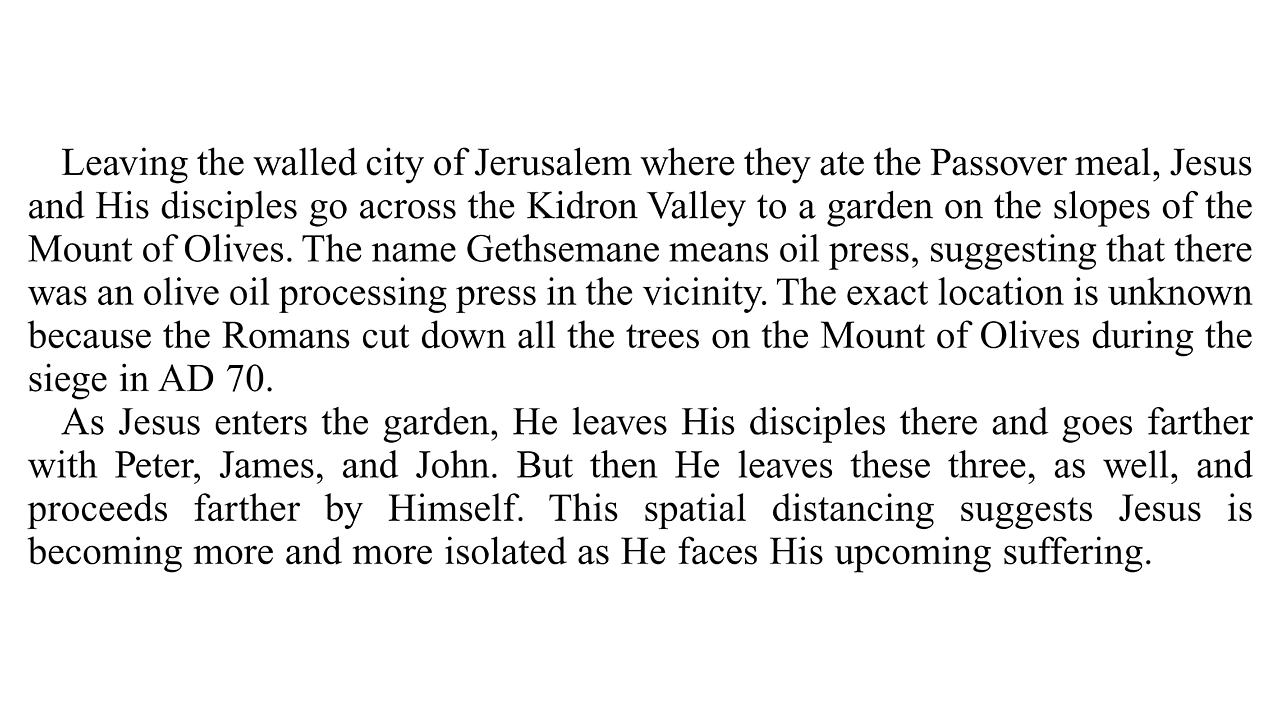 Leaving the walled city of Jerusalem where they ate the Passover meal, Jesus
and His disciples go across the Kidron Valley to a garden on the slopes of the
Mount of Olives. The name Gethsemane means oil press, suggesting that there
was an olive oil processing press in the vicinity. The exact location is unknown
because the Romans cut down all the trees on the Mount of Olives during the
siege in AD 70.
As Jesus enters the garden, He leaves His disciples there and goes farther
with Peter, James, and John. But then He leaves these three, as well, and
proceeds farther by Himself. This spatial distancing suggests Jesus is
becoming more and more isolated as He faces His upcoming suffering.